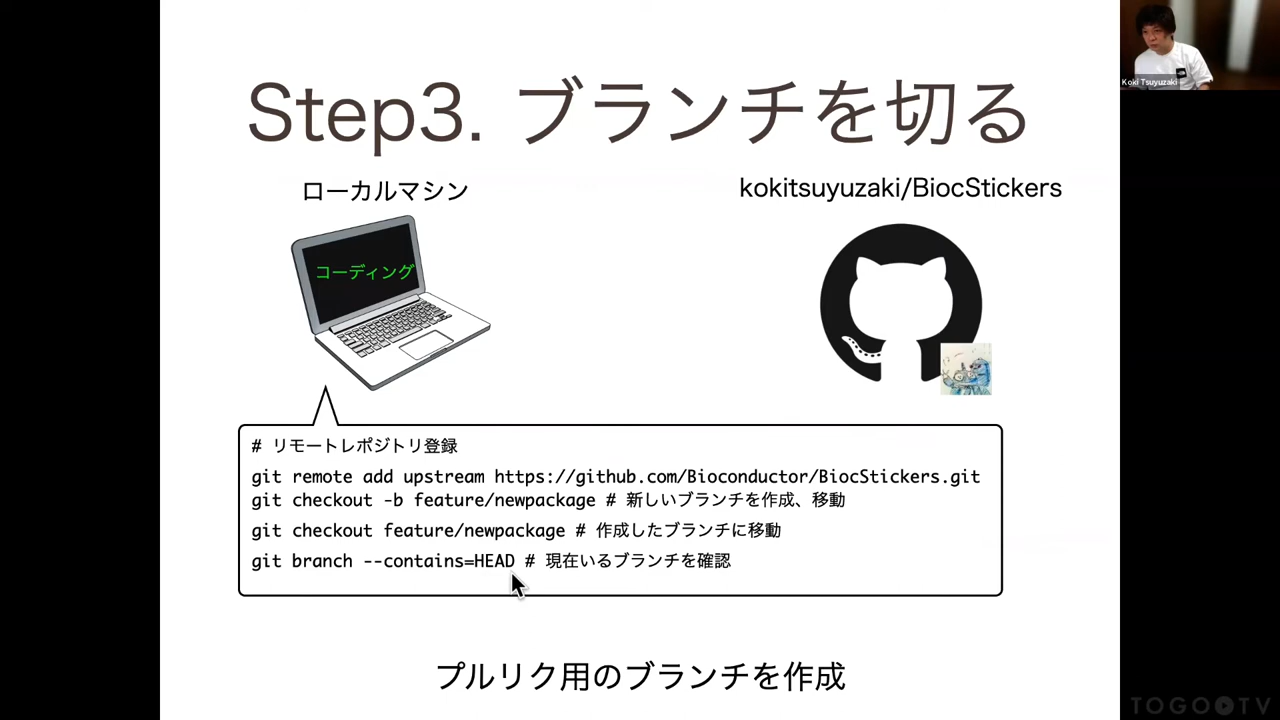 Step3. ブランチを切る
Koki Tsuyuzaki
ローカルマシン
kokitsuyuzaki/BiocStickers
コーディング
# リモートレポジトリ登録
git remote add upstream https://github.com/Bioconductor/BiocStickers.git
git checkout -b feature/newpackage # 新しいブランチを作成、移動
git checkout feature/newpackage # 作成したブランチに移動
git branch --contains=HEAD # 現在いるブランチを確認
プルリク用のブランチを作成
TOGOTV